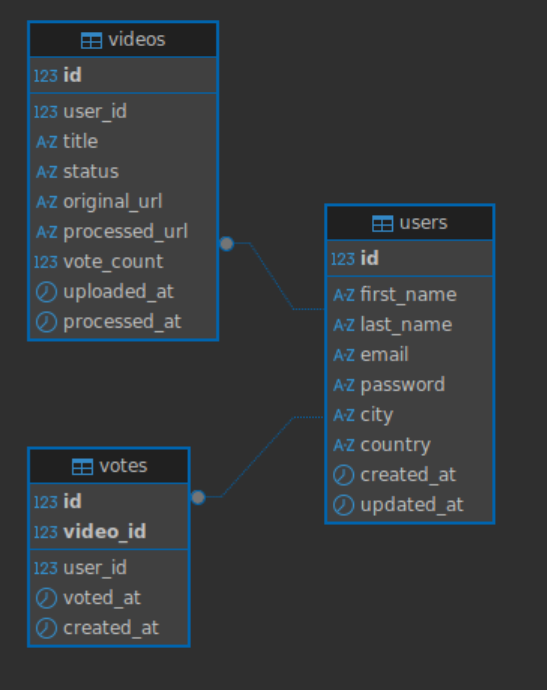 videos
123 id
123 user_id
A-Z title
A-Z status
A-Z original_url
A-Z processed_url
123 vote_count
uploaded_at
processed_at
users
123 id
A-Z first_name
A-Z last_name
A-Z email
A-Z password
A-Z city
A-Z country
created_at
updated_at
votes
123 id
123 video_id
123 user_id
voted_at
created_at